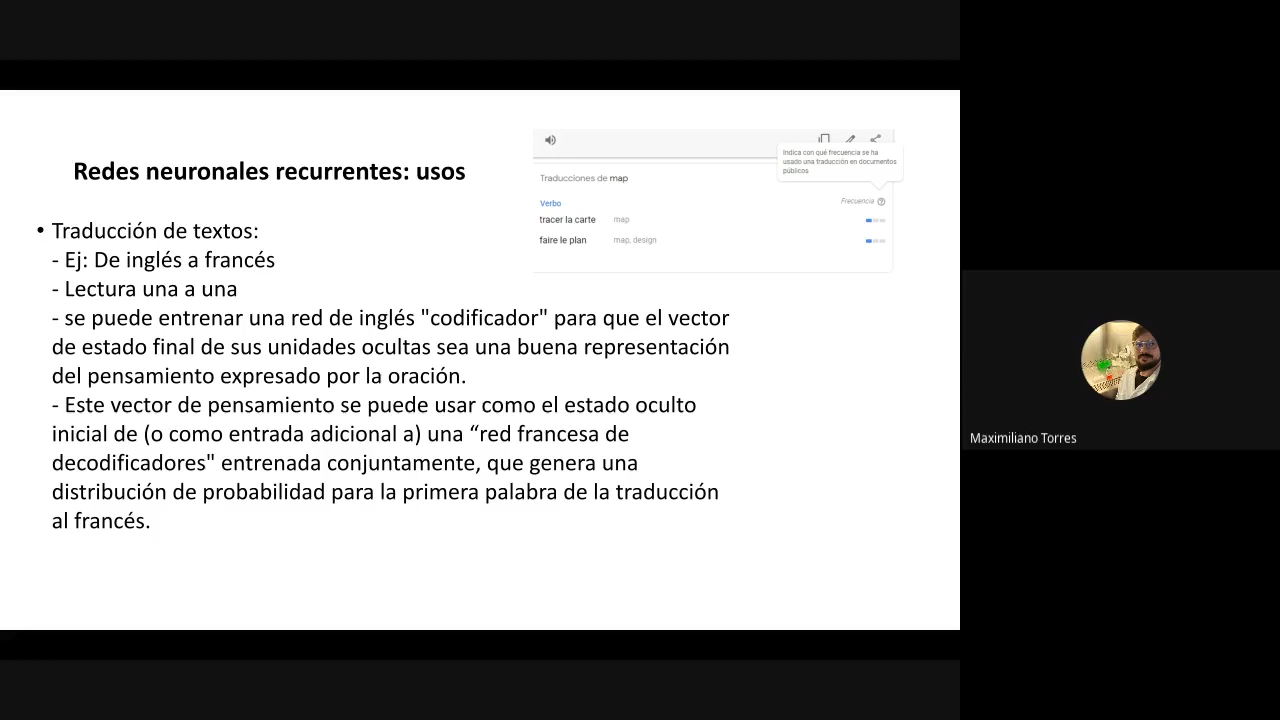 Redes neuronales recurrentes: usos
• Traducción de textos:
- Ej: De inglés a francés
- Lectura una a una
- se puede entrenar una red de inglés "codificador" para que el vector
de estado final de sus unidades ocultas sea una buena representación
del pensamiento expresado por la oración.
- Este vector de pensamiento se puede usar como el estado oculto
inicial de (o como entrada adicional a) una “red francesa de
decodificadores" entrenada conjuntamente, que genera una
distribución de probabilidad para la primera palabra de la traducción
al francés.
Indica con qué frecuencia se ha
usado una traducción en documentos
públicos
Traducciones de map
Verbo
Frecuencia
tracer la carte map
faire le plan map, design
Maximiliano Torres